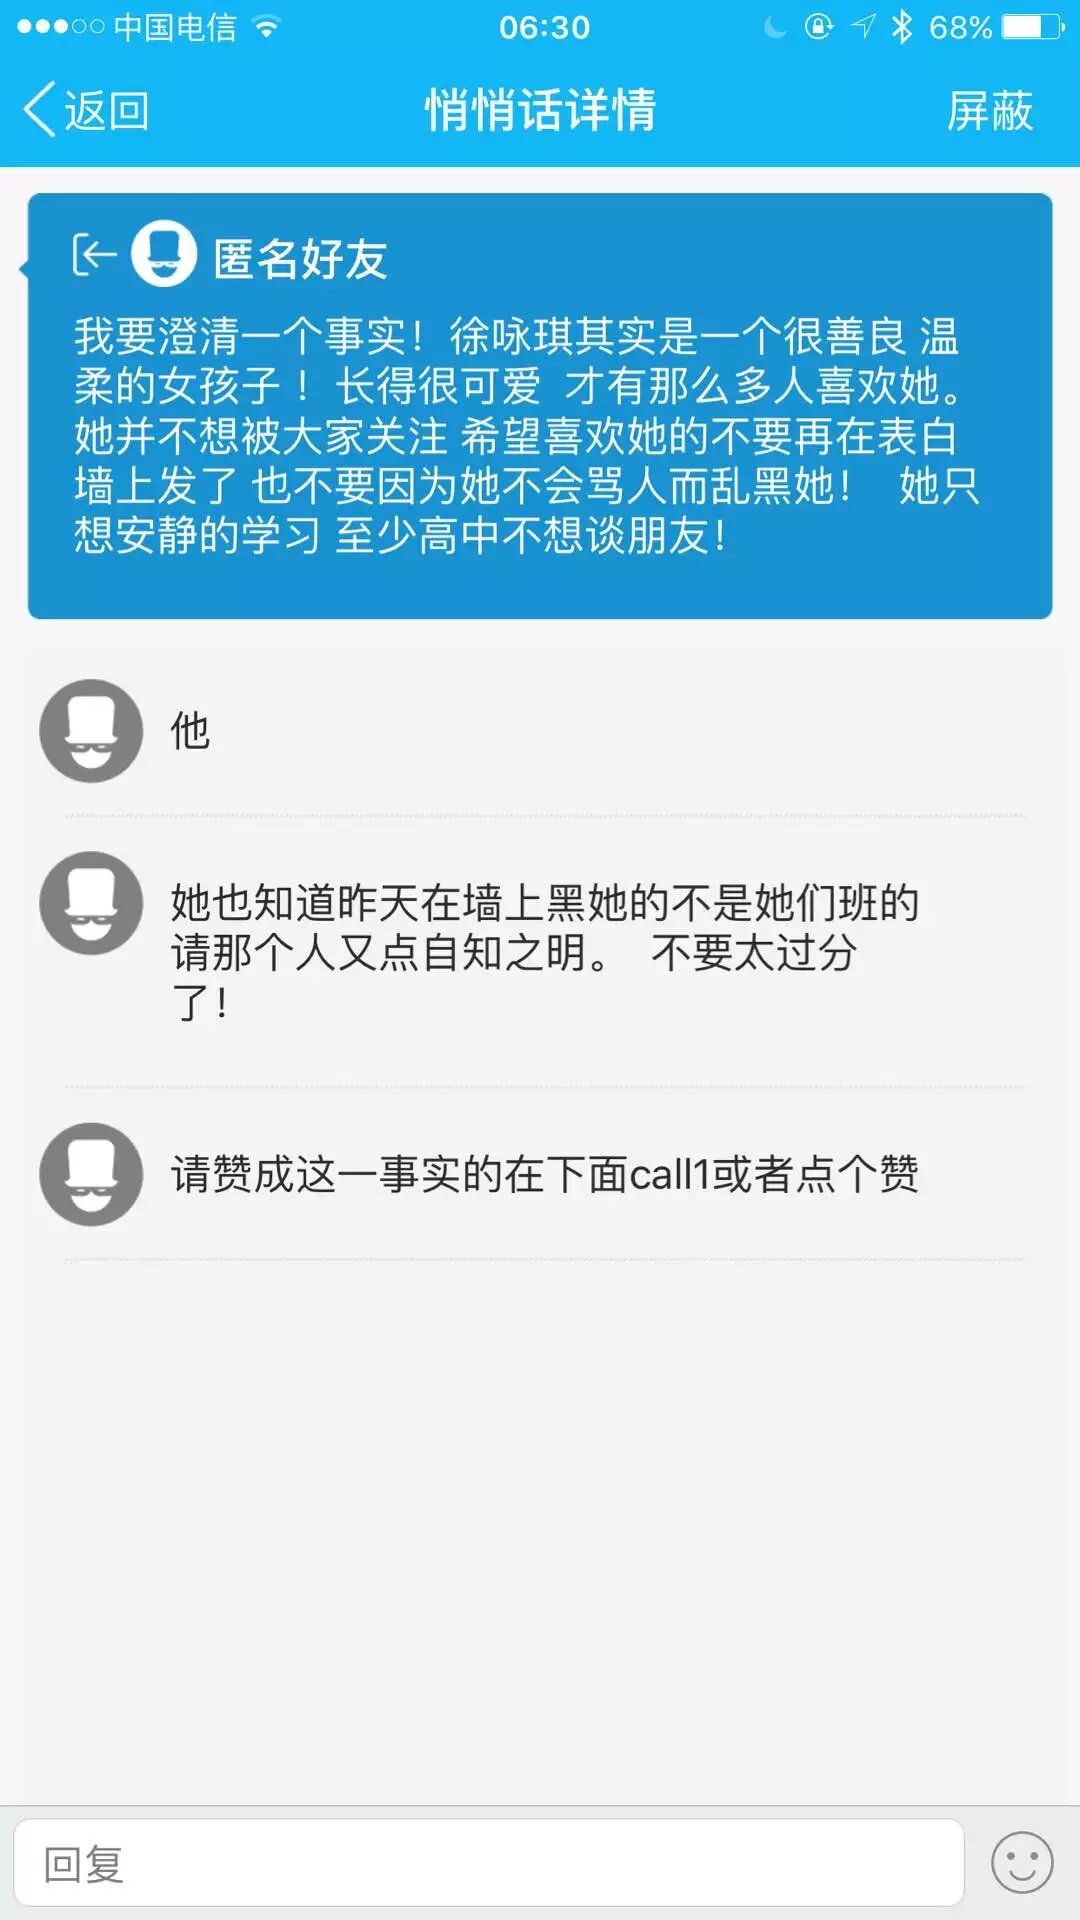 中国电信 06:30 68%
返回 悄悄话详情 屏蔽
匿名好友
我要澄清一个事实！徐咏琪其实是一个很善良 温
柔的女孩子 ！长得很可爱 才有那么多人喜欢她。
她并不想被大家关注 希望喜欢她的不要再在表白
墙上发了 也不要因为她不会骂人而乱黑她！ 她只
想安静的学习 至少高中不想谈朋友！
他
她也知道昨天在墙上黑她的不是她们班的
请那个人又点自知之明。 不要太过分
了！
请赞成这一事实的在下面call1或者点个赞
回复